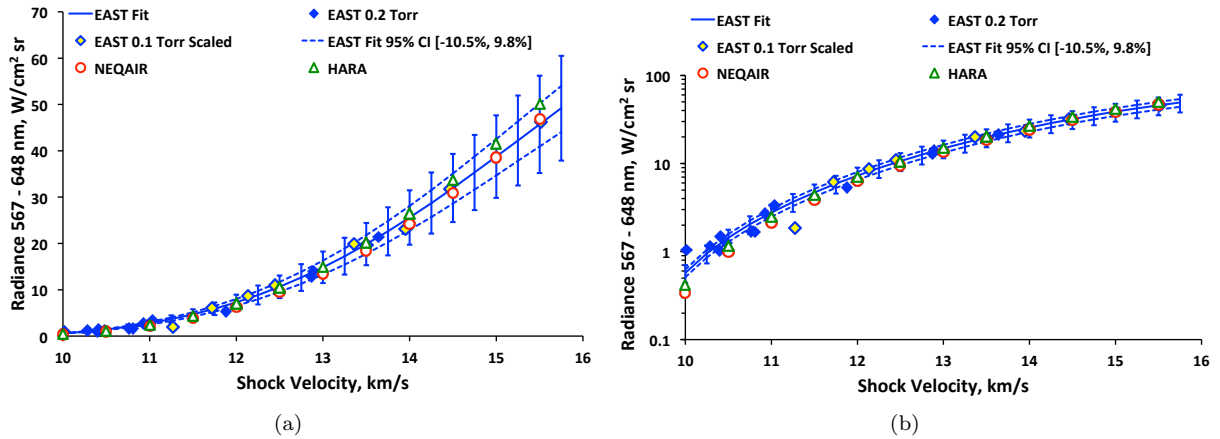 EAST Fit
EAST 0.2 Torr
EAST 0.1 Torr Scaled
EAST Fit 95% CI [-10.5%, 9.8%]
NEQAIR
HARA
Radiance 567 - 648 nm, W/cm² sr
70
60
50
40
30
20
10
0
10 11 12 13 14 15 16
Shock Velocity, km/s
(a)
EAST Fit
EAST 0.2 Torr
EAST 0.1 Torr Scaled
EAST Fit 95% CI [-10.5%, 9.8%]
NEQAIR
HARA
Radiance 567 - 648 nm, W/cm² sr
100
10
1
0.1
10 11 12 13 14 15 16
Shock Velocity, km/s
(b)